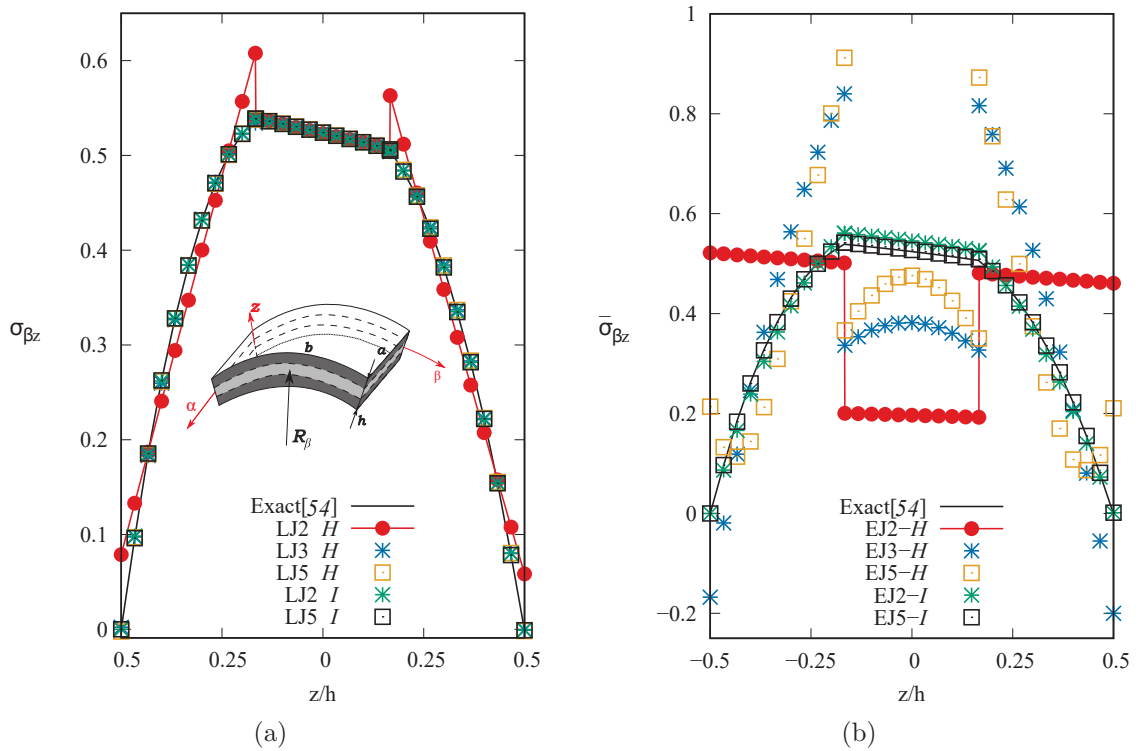 0.6
0.5
0.4
0.3
0.2
0.1
0
σβz
z
b
a
β
α
h
Rβ
Exact[54]
LJ2 H
LJ3 H
LJ5 H
LJ2 I
LJ5 I
0.5 0.25 0 0.25 0.5
z/h
(a)
1
0.8
0.6
0.4
0.2
0
−0.2
σ̅βz
Exact[54]
EJ2−H
EJ3−H
EJ5−H
EJ2−I
EJ5−I
−0.5 −0.25 0 0.25 0.5
z/h
(b)